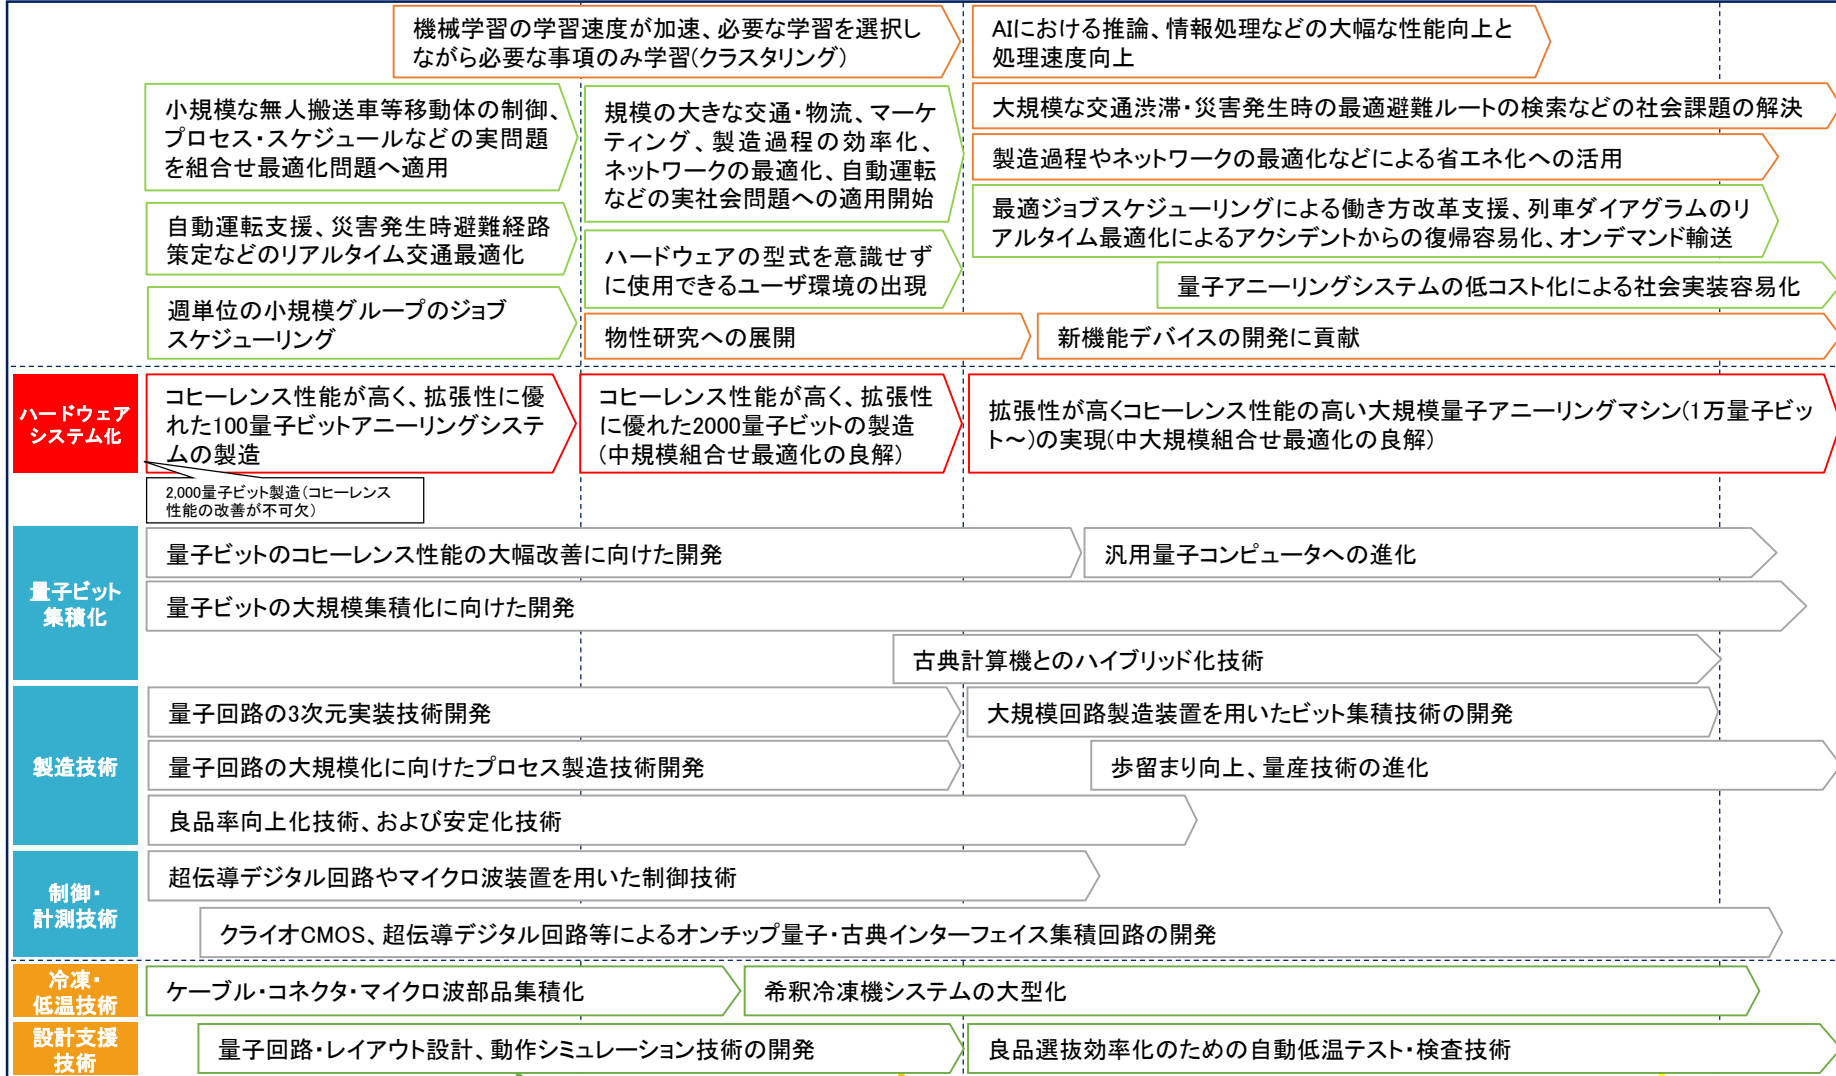 機械学習の学習速度が加速、必要な学習を選択し
ながら必要な事項のみ学習(クラスタリング)
AIにおける推論、情報処理などの大幅な性能向上と
処理速度向上
小規模な無人搬送車等移動体の制御、
プロセス・スケジュールなどの実問題
を組合せ最適化問題へ適用
規模の大きな交通・物流、マーケ
ティング、製造過程の効率化、
ネットワークの最適化、自動運転
などの実社会問題への適用開始
大規模な交通渋滞・災害発生時の最適避難ルートの検索などの社会課題の解決
製造過程やネットワークの最適化などによる省エネ化への活用
自動運転支援、災害発生時避難経路
策定などのリアルタイム交通最適化
最適ジョブスケジューリングによる働き方改革支援、列車ダイアグラムのリ
アルタイム最適化によるアクシデントからの復帰容易化、オンデマンド輸送
ハードウェアの型式を意識せず
に使用できるユーザ環境の出現
量子アニーリングシステムの低コスト化による社会実装容易化
週単位の小規模グループのジョブ
スケジューリング
物性研究への展開
新機能デバイスの開発に貢献
ハードウェア
システム化
コヒーレンス性能が高く、拡張性に優
れた100量子ビットアニーリングシステ
ムの製造
コヒーレンス性能が高く、拡張性
に優れた2000量子ビットの製造
(中規模組合せ最適化の良解)
拡張性が高くコヒーレンス性能の高い大規模量子アニーリングマシン(1万量子ビッ
ト～)の実現(中大規模組合せ最適化の良解)
2,000量子ビット製造(コヒーレンス
性能の改善が不可欠)
量子ビット
集積化
量子ビットのコヒーレンス性能の大幅改善に向けた開発
汎用量子コンピュータへの進化
量子ビットの大規模集積化に向けた開発
古典計算機とのハイブリッド化技術
製造技術
量子回路の3次元実装技術開発
大規模回路製造装置を用いたビット集積技術の開発
量子回路の大規模化に向けたプロセス製造技術開発
歩留まり向上、量産技術の進化
良品率向上化技術、および安定化技術
制御・
計測技術
超伝導デジタル回路やマイクロ波装置を用いた制御技術
クライオCMOS、超伝導デジタル回路等によるオンチップ量子・古典インターフェイス集積回路の開発
冷凍・
低温技術
ケーブル・コネクタ・マイクロ波部品集積化
希釈冷凍機システムの大型化
設計支援
技術
量子回路・レイアウト設計、動作シミュレーション技術の開発
良品選抜効率化のための自動低温テスト・検査技術